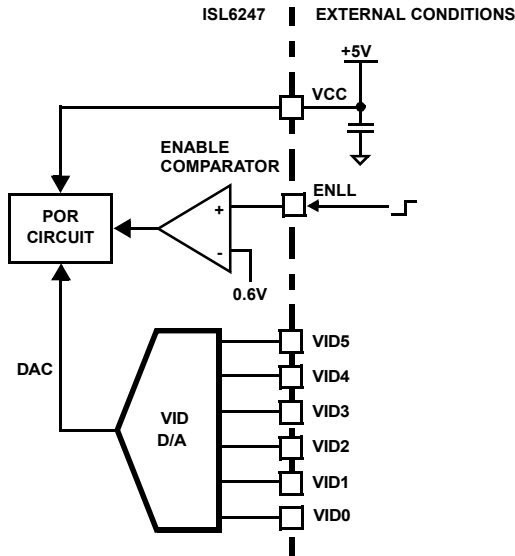 ISL6247
EXTERNAL CONDITIONS
+5V
VCC
ENABLE
COMPARATOR
ENLL
POR
CIRCUIT
+
-
0.6V
DAC
VID
D/A
VID5
VID4
VID3
VID2
VID1
VID0